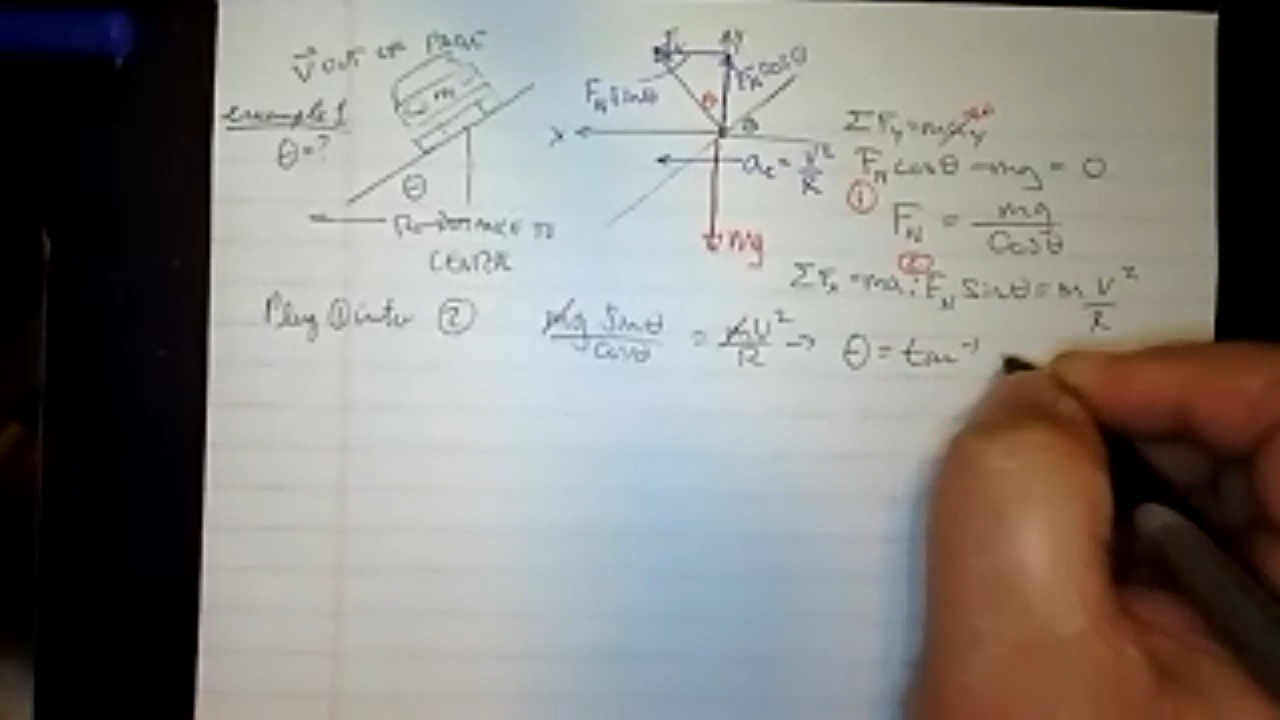 V⃗ OUT OF PAGE
example 1
θ=?
m
θ
R-DISTANCE TO
CENTER
F_N sinθ
F_N cosθ
θ
θ
x
a_c = V²/R
mg
ΣF_y = ma_y
F_N cosθ - mg = 0
① F_N = mg/Cosθ
②
ΣF_x = ma: F_N Sinθ = m V²/R
Plug ① into ② mg Sinθ/cosθ = mV²/R → θ = tan⁻¹